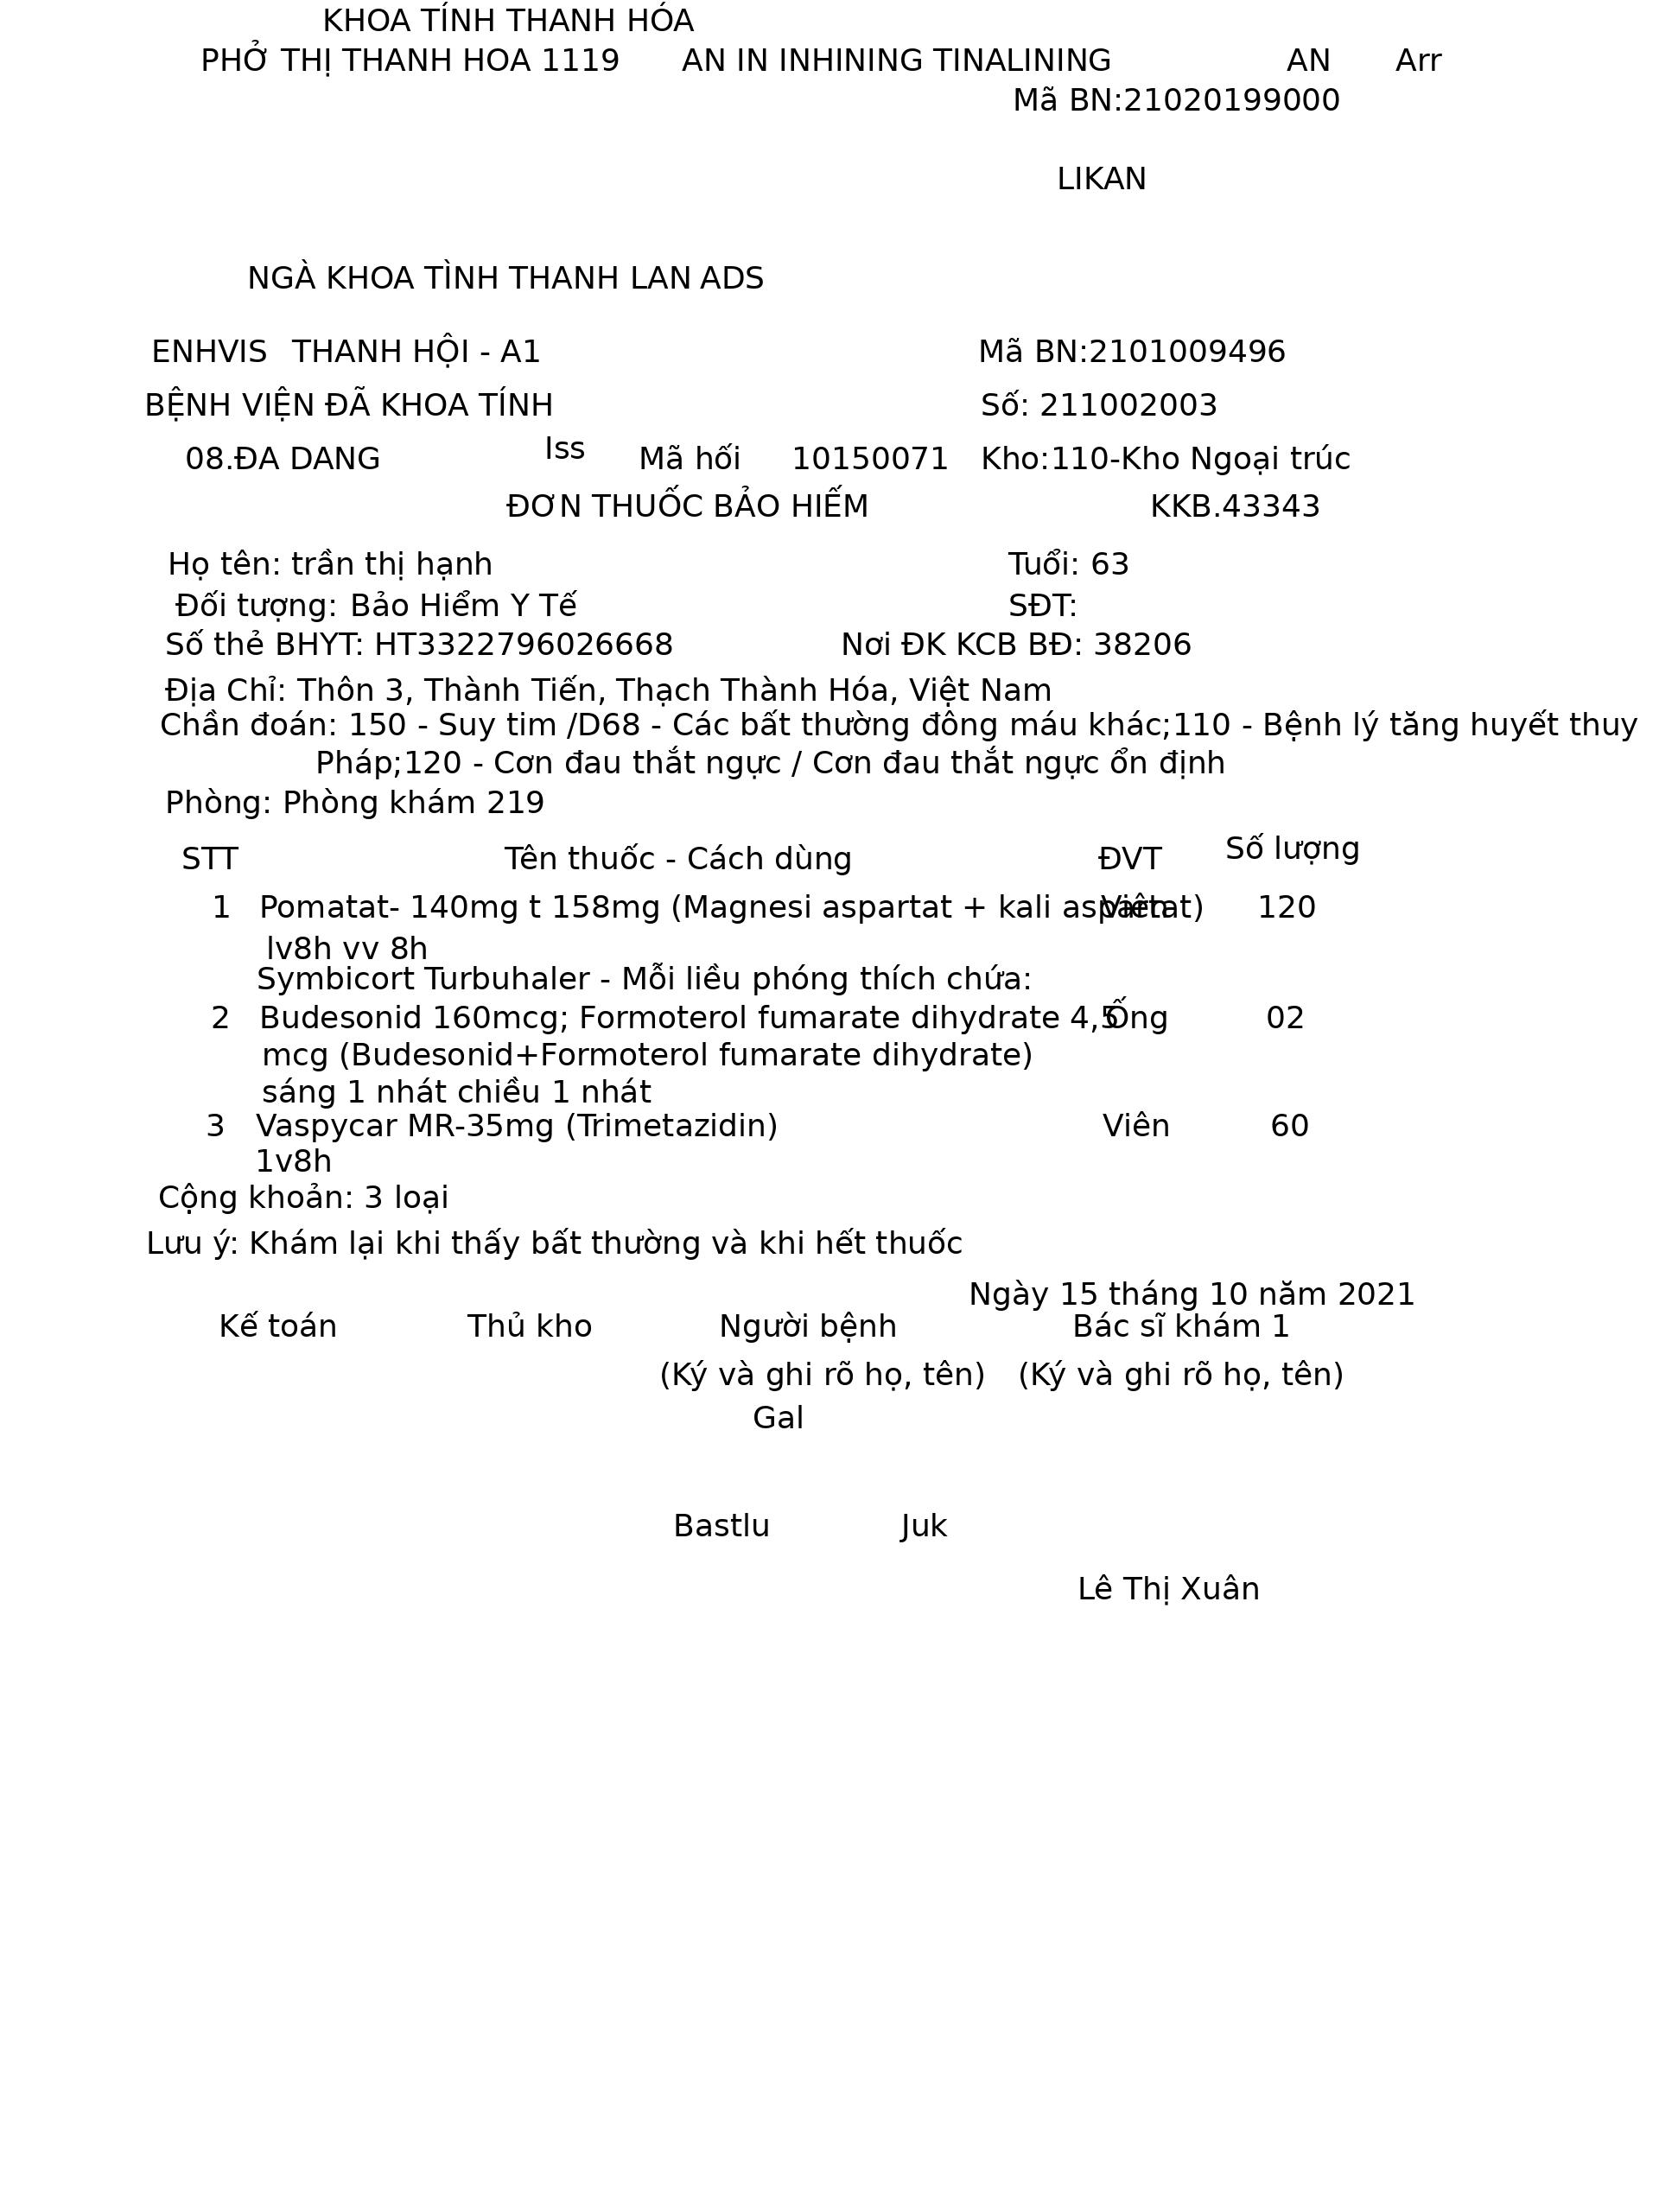 KHOA TÍNH THANH HÓA
PHỞ THỊ THANH HOA 1119 AN IN INHINING TINALINING AN Arr
Mã BN:21020199000
LIKAN
NGÀ KHOA TÌNH THANH LAN ADS
ENHVIS THANH HỘI - A1 Mã BN:2101009496
BỆNH VIỆN ĐÃ KHOA TÍNH Số: 211002003
08.ĐA DANG Iss Mã hối 10150071 Kho:110-Kho Ngoại trúc
ĐƠN THUỐC BẢO HIẾM KKB.43343
Họ tên: trần thị hạnh Tuổi: 63
Đối tượng: Bảo Hiểm Y Tế SĐT:
Số thẻ BHYT: HT3322796026668 Nơi ĐK KCB BĐ: 38206
Địa Chỉ: Thôn 3, Thành Tiến, Thạch Thành Hóa, Việt Nam
Chần đoán: 150 - Suy tim /D68 - Các bất thường đông máu khác;110 - Bệnh lý tăng huyết thuy
Pháp;120 - Cơn đau thắt ngực / Cơn đau thắt ngực ổn định
Phòng: Phòng khám 219
STT Tên thuốc - Cách dùng ĐVT Số lượng
1 Pomatat- 140mg t 158mg (Magnesi aspartat + kali aspartat) Viên 120
lv8h vv 8h
Symbicort Turbuhaler - Mỗi liều phóng thích chứa:
2 Budesonid 160mcg; Formoterol fumarate dihydrate 4,5 Ống 02
mcg (Budesonid+Formoterol fumarate dihydrate)
sáng 1 nhát chiều 1 nhát
3 Vaspycar MR-35mg (Trimetazidin) Viên 60
1v8h
Cộng khoản: 3 loại
Lưu ý: Khám lại khi thấy bất thường và khi hết thuốc
Ngày 15 tháng 10 năm 2021
Kế toán Thủ kho Người bệnh Bác sĩ khám 1
(Ký và ghi rõ họ, tên) (Ký và ghi rõ họ, tên)
Gal
Bastlu Juk
Lê Thị Xuân